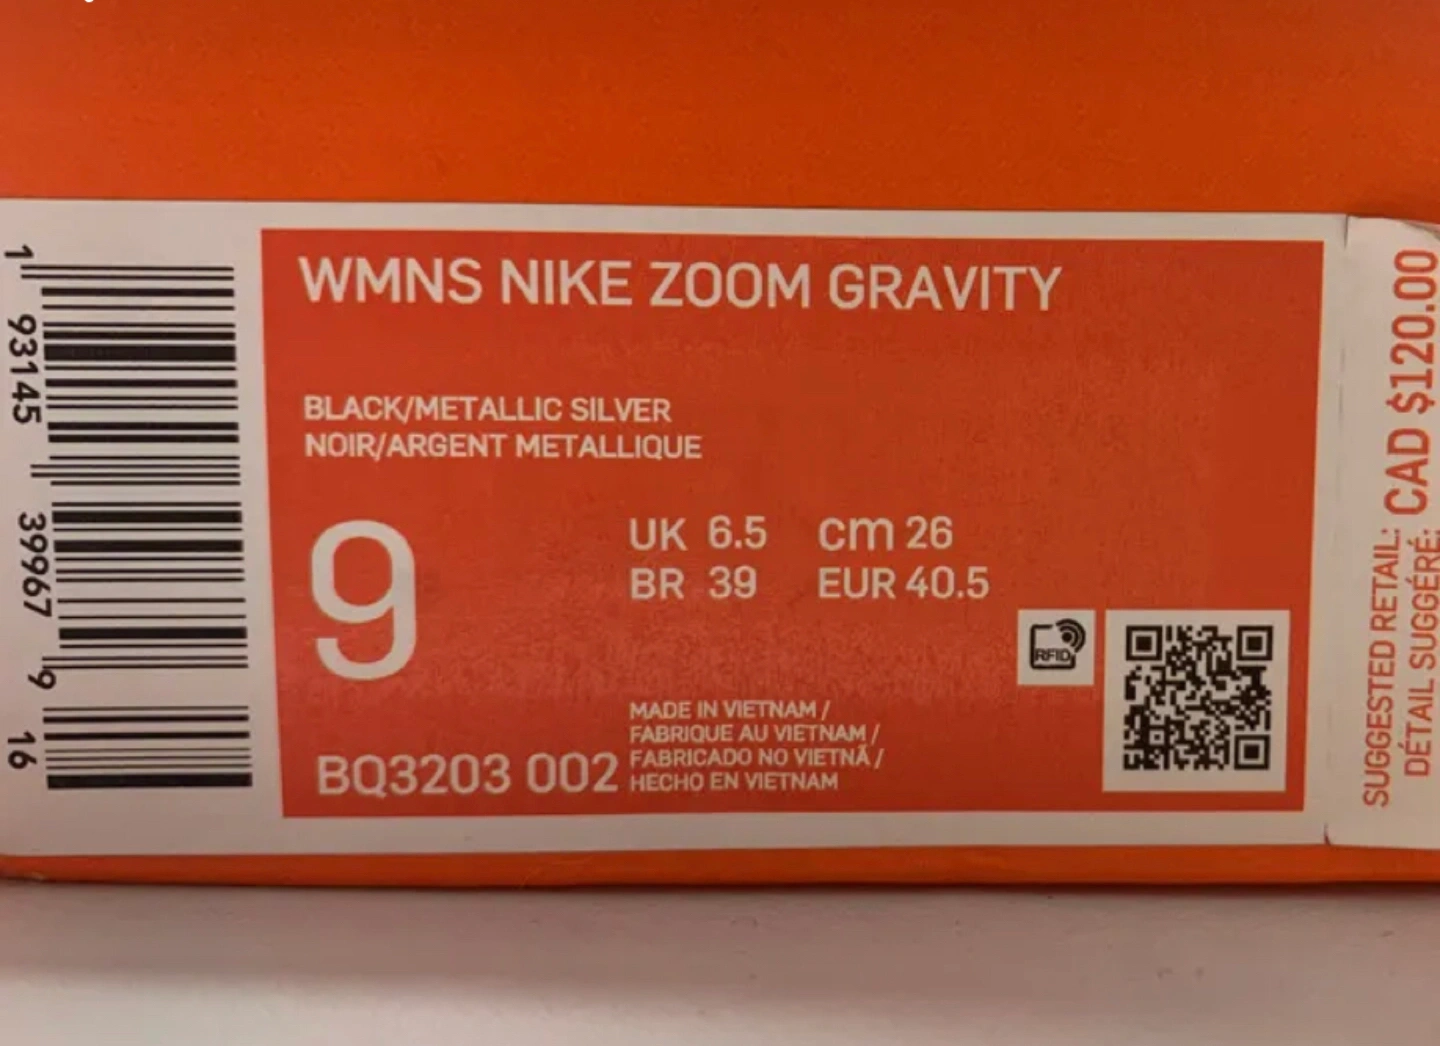 WMNS NIKE ZOOM GRAVITY
BLACK/METALLIC SILVER
NOIR/ARGENT METALLIQUE
9
UK 6.5 cm 26
BR 39 EUR 40.5
RFID
MADE IN VIETNAM /
FABRIQUE AU VIETNAM /
FABRICADO NO VIETNÃ /
HECHO EN VIETNAM
BQ3203 002
1 93145 39967 9 16
SUGGESTED RETAIL: CAD $120.00
DÉTAIL SUGGÉRÉ: